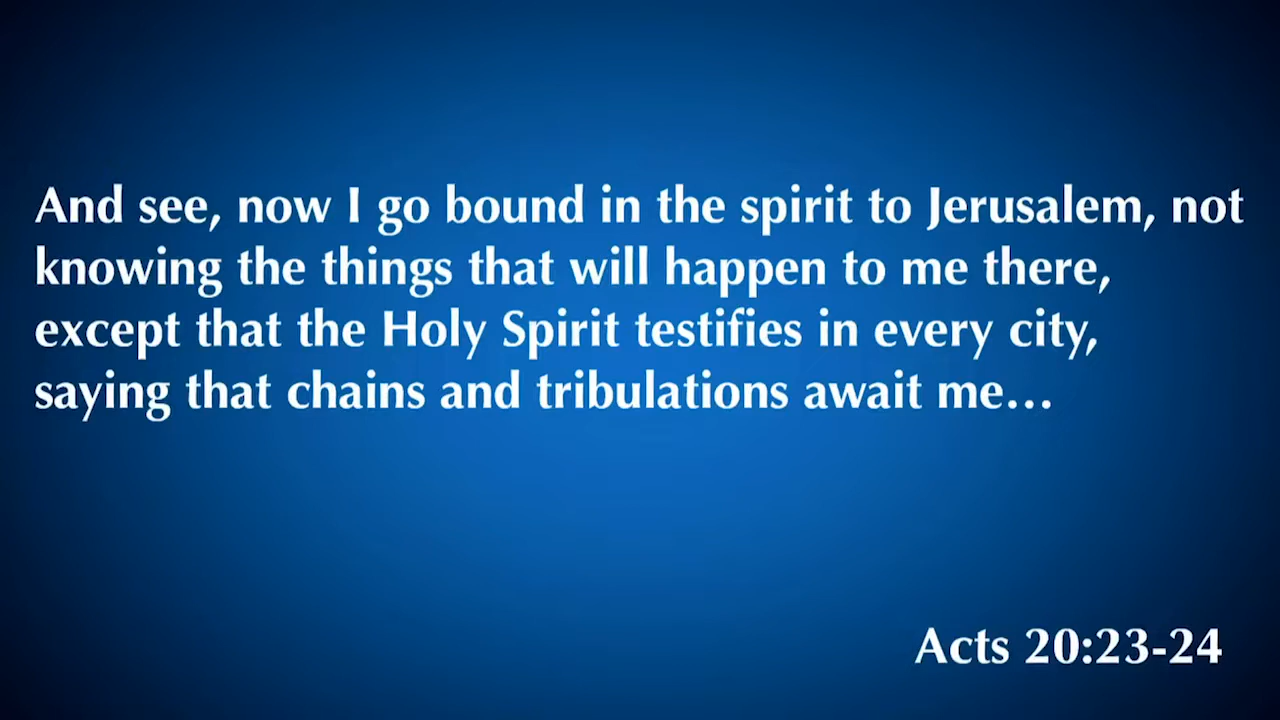 And see, now I go bound in the spirit to Jerusalem, not
knowing the things that will happen to me there,
except that the Holy Spirit testifies in every city,
saying that chains and tribulations await me…
Acts 20:23-24